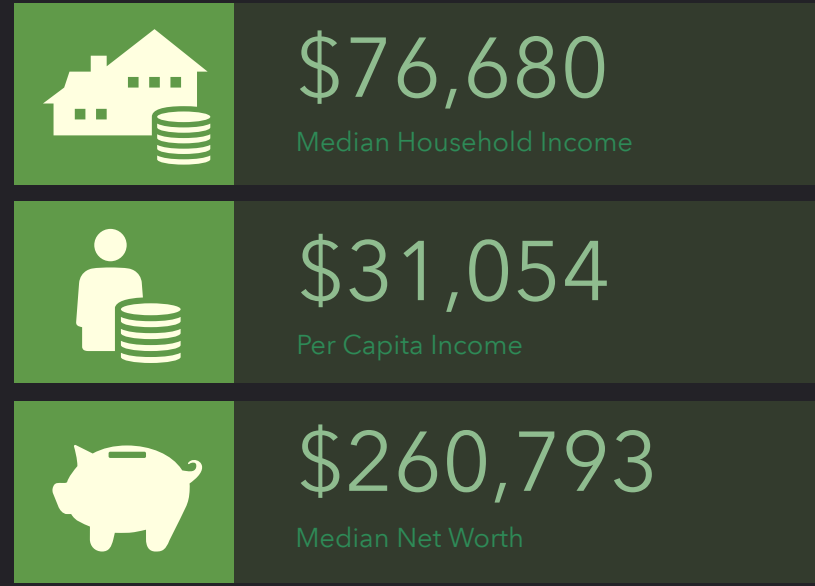 $76,680
Median Household Income
$31,054
Per Capita Income
$260,793
Median Net Worth